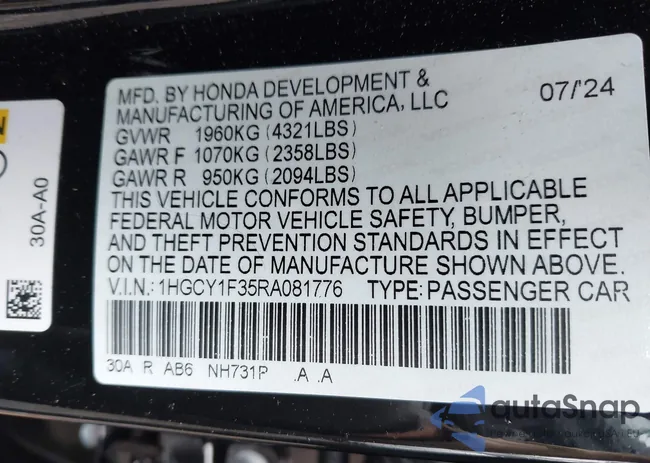 MFD. BY HONDA DEVELOPMENT &
MANUFACTURING OF AMERICA, LLC
07/'24
GVWR 1960KG (4321LBS)
GAWR F 1070KG (2358LBS)
GAWR R 950KG (2094LBS)
THIS VEHICLE CONFORMS TO ALL APPLICABLE
FEDERAL MOTOR VEHICLE SAFETY, BUMPER,
AND THEFT PREVENTION STANDARDS IN EFFECT
ON THE DATE OF MANUFACTURE SHOWN ABOVE.
V.I.N.: 1HGCY1F35RA081776 TYPE: PASSENGER CAR
30A R AB6 NH731P .A .A
30A-A0
autoSnap